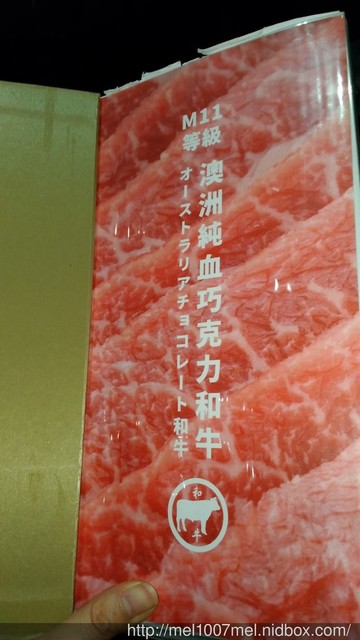 M11
等級
澳洲純血巧克力和牛
オーストラリアチョコレート和牛
和
牛
http://mel1007mel.nidbox.com/